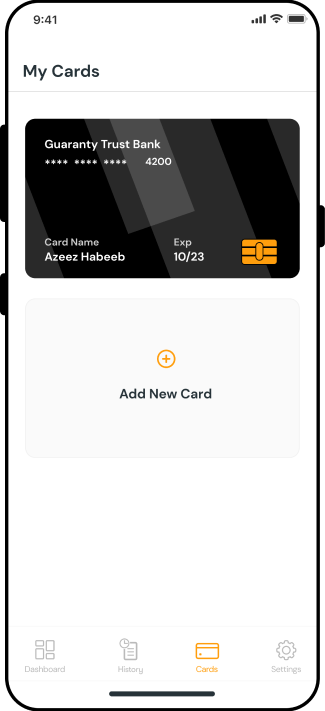 9:41
My Cards
Guaranty Trust Bank
**** **** **** 4200
Card Name Exp
Azeez Habeeb 10/23
Add New Card
Dashboard History Cards Settings